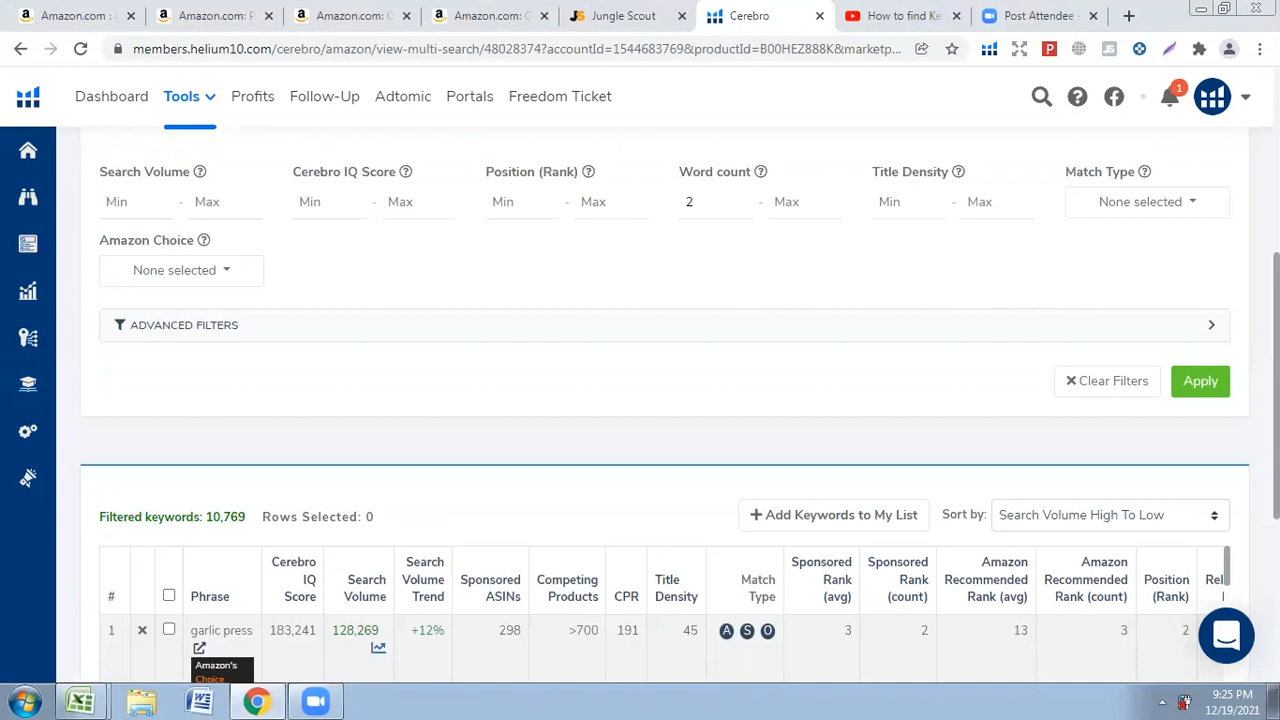 Amazon.com : g
Amazon.com: P
Amazon.com: C
Amazon.com: C
Jungle Scout
Cerebro
How to find Ke
Post Attendee -
members.helium10.com/cerebro/amazon/view-multi-search/48028374?accountId=1544683769&productId=B00HEZ888K&marketp...
Dashboard
Tools
Profits
Follow-Up
Adtomic
Portals
Freedom Ticket
1
Search Volume
Cerebro IQ Score
Position (Rank)
Word count
Title Density
Match Type
Min - Max
Min - Max
Min - Max
2 - Max
Min - Max
None selected
Amazon Choice
None selected
ADVANCED FILTERS
Clear Filters
Apply
Filtered keywords: 10,769
Rows Selected: 0
+ Add Keywords to My List
Sort by:
Search Volume High To Low
#
Phrase
Cerebro IQ Score
Search Volume
Search Volume Trend
Sponsored ASINs
Competing Products
CPR
Title Density
Match Type
Sponsored Rank (avg)
Sponsored Rank (count)
Amazon Recommended Rank (avg)
Amazon Recommended Rank (count)
Position (Rank)
Rel
1
garlic press
183,241
128,269
+12%
298
>700
191
45
A S O
3
2
13
3
2
Amazon's
Choice
9:25 PM
12/19/2021